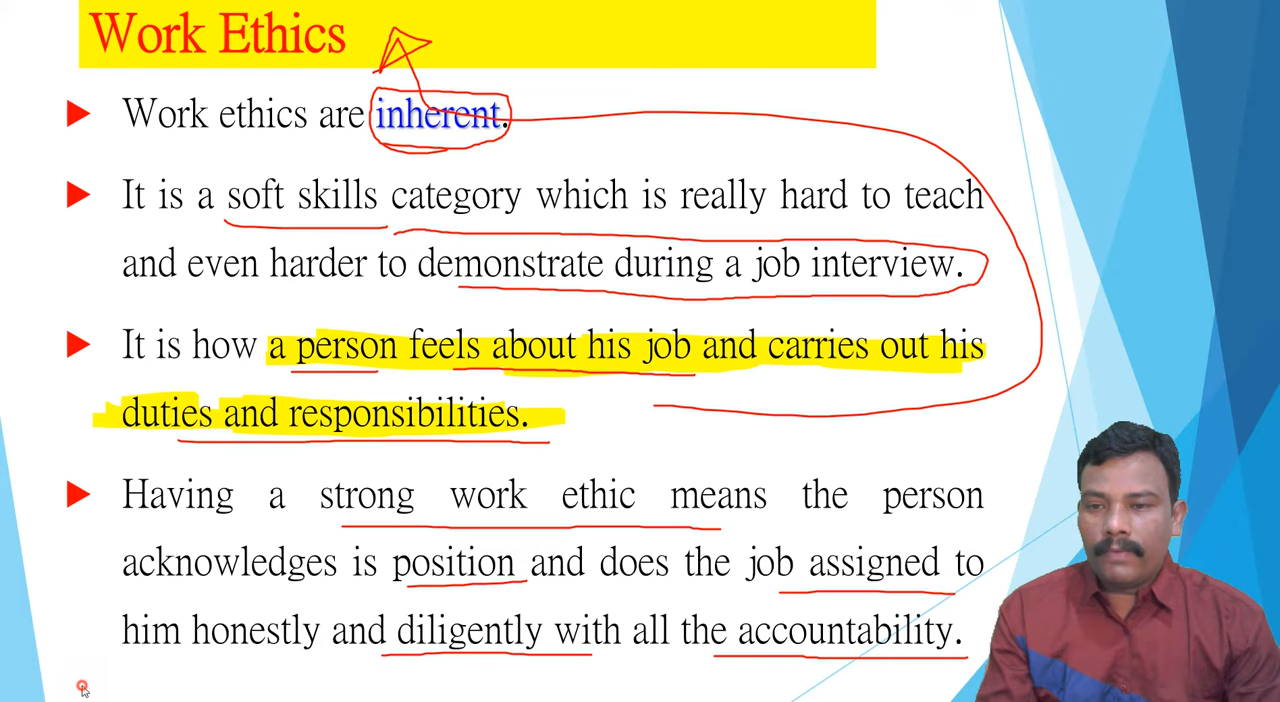 Work Ethics
Work ethics are inherent.
It is a soft skills category which is really hard to teach
and even harder to demonstrate during a job interview.
It is how a person feels about his job and carries out his
duties and responsibilities.
Having a strong work ethic means the person
acknowledges is position and does the job assigned to
him honestly and diligently with all the accountability.